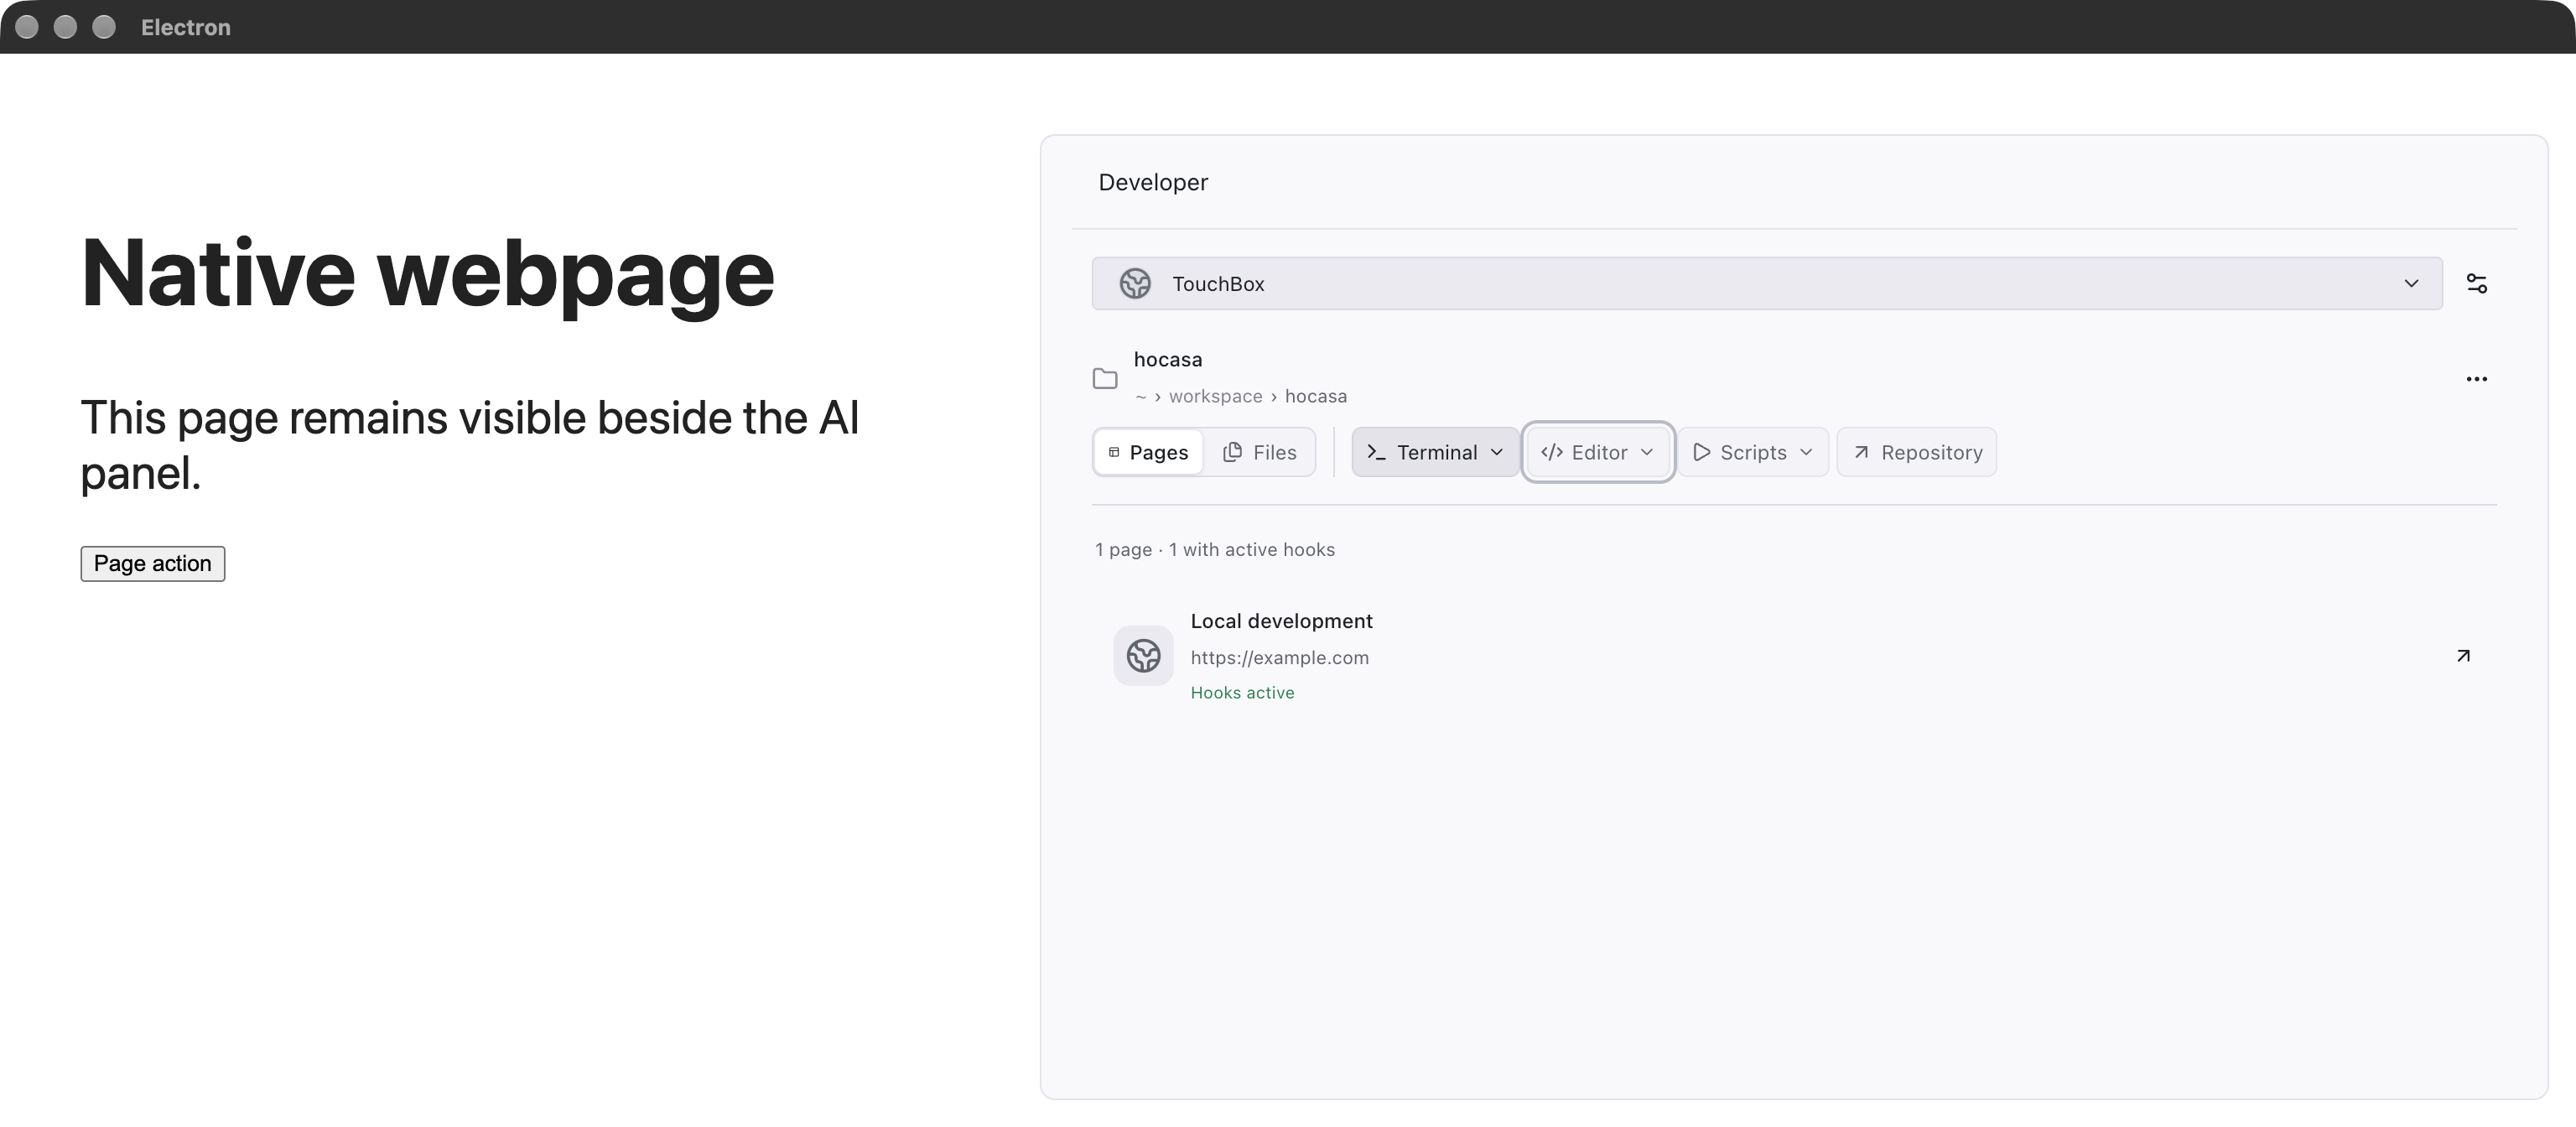 Electron
Native webpage
This page remains visible beside the AI
panel.
Page action
Developer
TouchBox
hocasa
~ › workspace › hocasa
Pages Files Terminal Editor Scripts Repository
1 page · 1 with active hooks
Local development
https://example.com
Hooks active